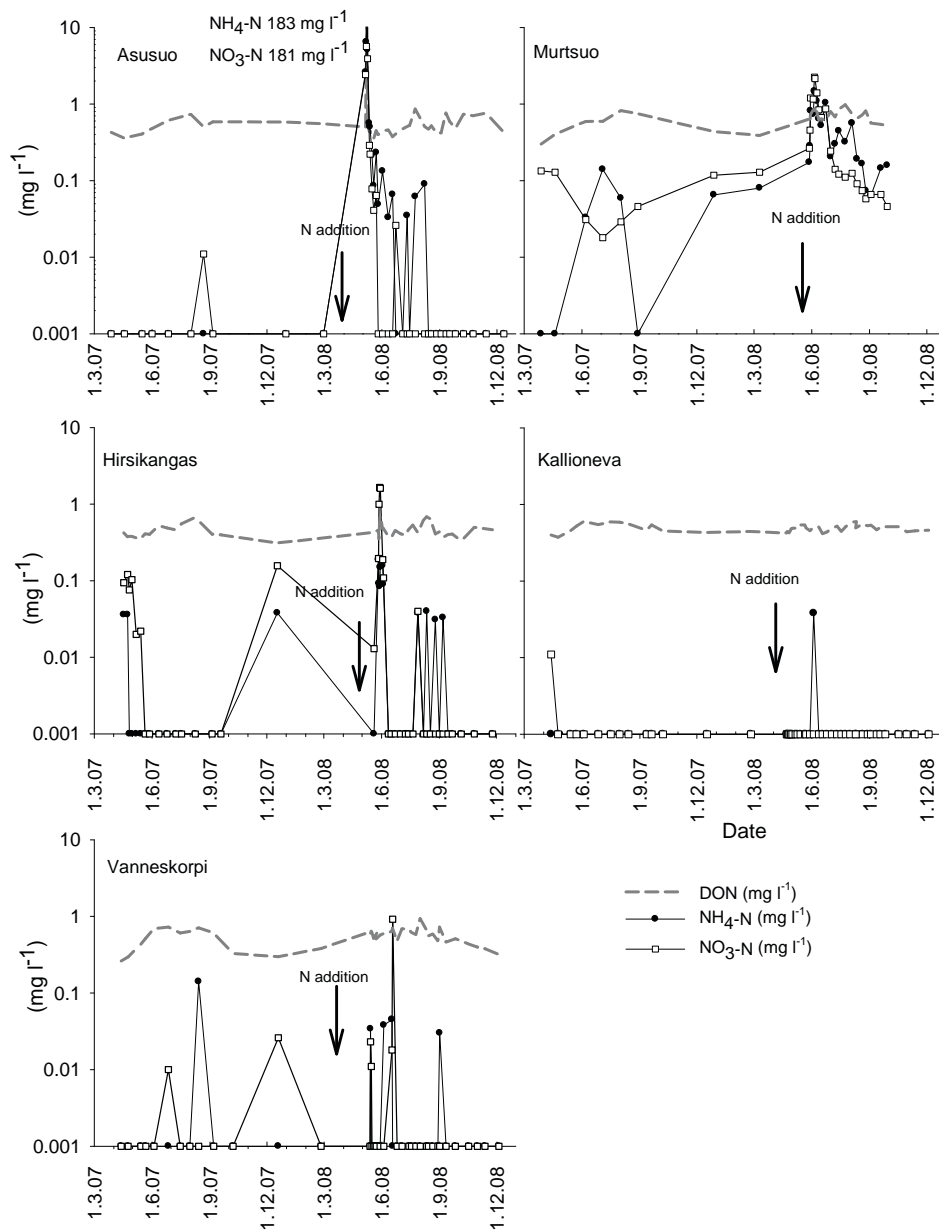 NH4-N 183 mg l-1
NO3-N 181 mg l-1
Asusuo
Murtsuo
10
1
0.1
0.01
0.001
(mg l-1)
N addition
N addition
1.3.07
1.6.07
1.9.07
1.12.07
1.3.08
1.6.08
1.9.08
1.12.08
1.3.07
1.6.07
1.9.07
1.12.07
1.3.08
1.6.08
1.9.08
1.12.08
Hirsikangas
Kallioneva
10
1
0.1
0.01
0.001
(mg l-1)
N addition
N addition
1.3.07
1.6.07
1.9.07
1.12.07
1.3.08
1.6.08
1.9.08
1.12.08
1.3.07
1.6.07
1.9.07
1.12.07
1.3.08
1.6.08
1.9.08
1.12.08
Date
Vanneskorpi
10
1
0.1
0.01
0.001
(mg l-1)
N addition
1.3.07
1.6.07
1.9.07
1.12.07
1.3.08
1.6.08
1.9.08
1.12.08
DON (mg l-1)
NH4-N (mg l-1)
NO3-N (mg l-1)